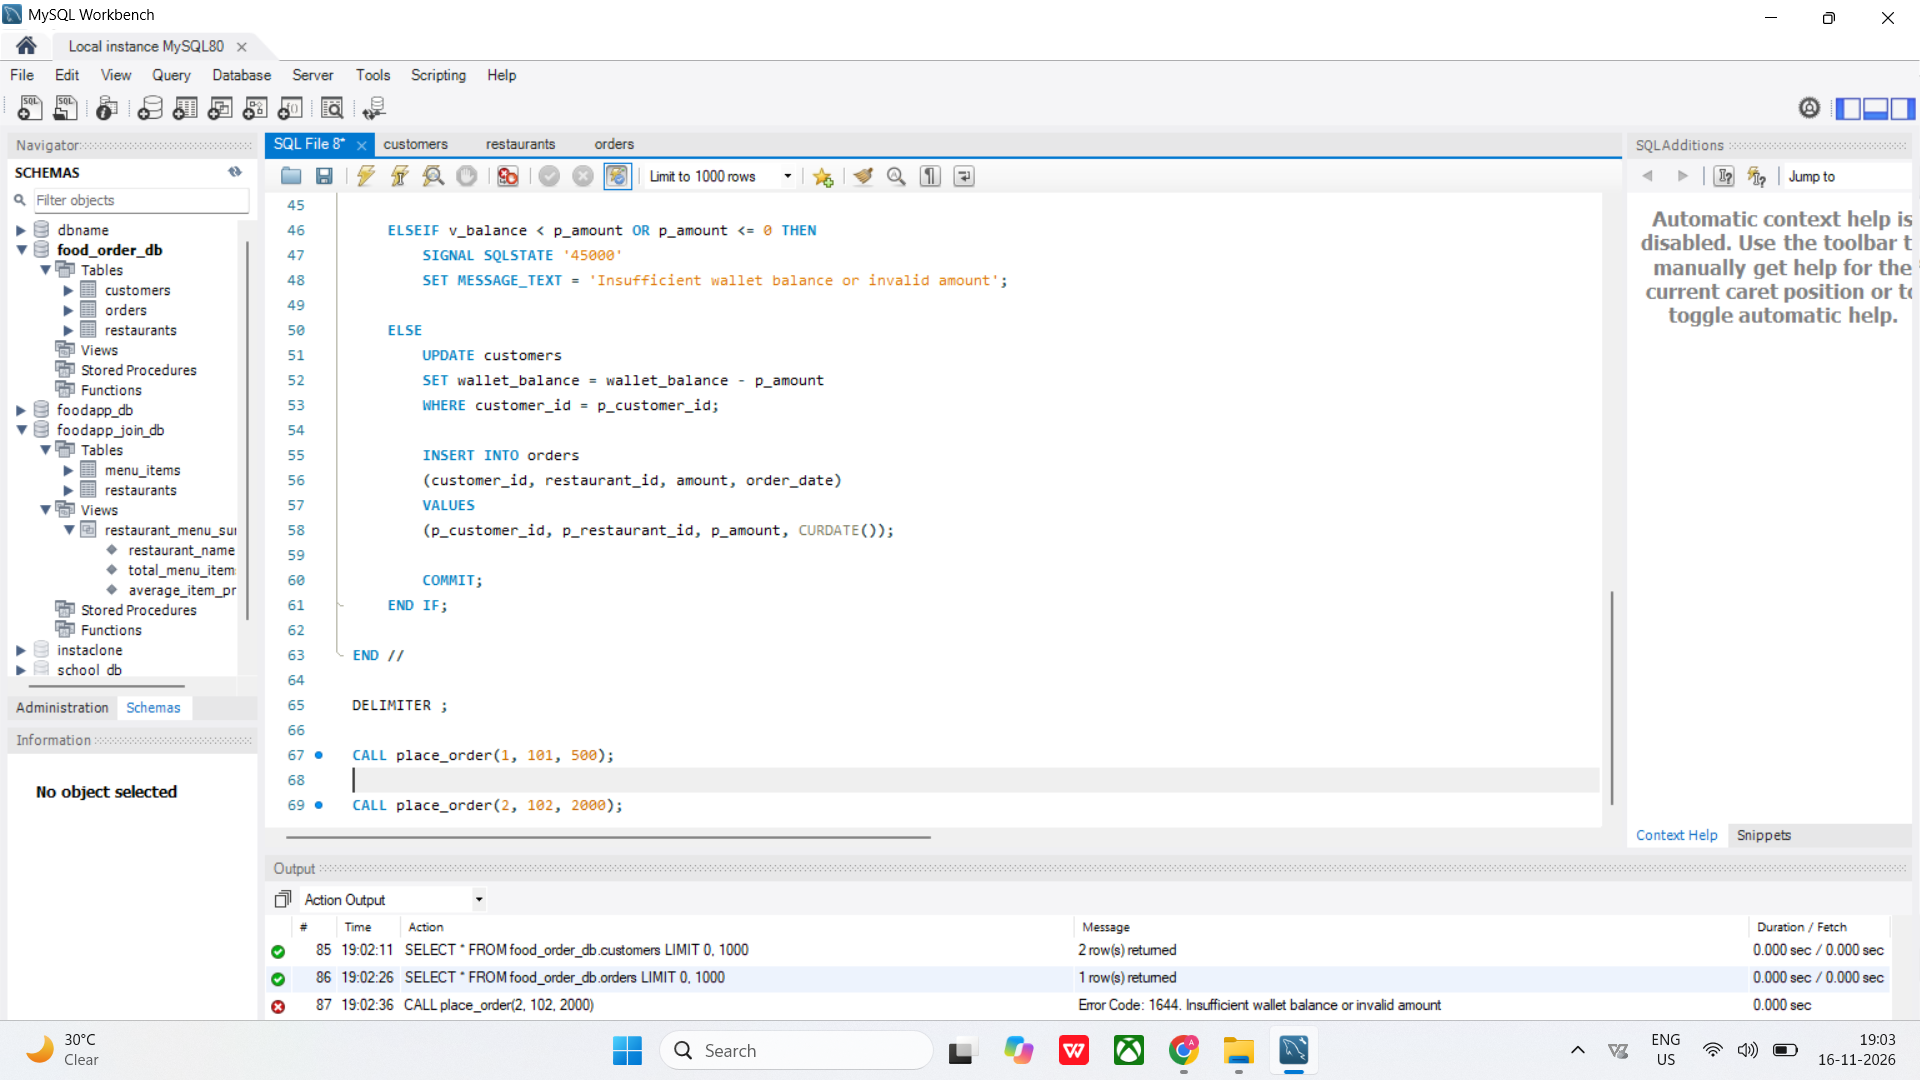 MySQL Workbench
Local instance MySQL80
File Edit View Query Database Server Tools Scripting Help
Navigator
SCHEMAS
Filter objects
dbname
food_order_db
Tables
customers
orders
restaurants
Views
Stored Procedures
Functions
foodapp_db
foodapp_join_db
Tables
menu_items
restaurants
Views
restaurant_menu_su
restaurant_name
total_menu_item
average_item_pr
Stored Procedures
Functions
instaclone
school_db
Administration Schemas
Information
No object selected
SQL File 8* customers restaurants orders
Limit to 1000 rows
45
46 ELSEIF v_balance < p_amount OR p_amount <= 0 THEN
47 SIGNAL SQLSTATE '45000'
48 SET MESSAGE_TEXT = 'Insufficient wallet balance or invalid amount';
49
50 ELSE
51 UPDATE customers
52 SET wallet_balance = wallet_balance - p_amount
53 WHERE customer_id = p_customer_id;
54
55 INSERT INTO orders
56 (customer_id, restaurant_id, amount, order_date)
57 VALUES
58 (p_customer_id, p_restaurant_id, p_amount, CURDATE());
59
60 COMMIT;
61 END IF;
62
63 END //
64
65 DELIMITER ;
66
67 CALL place_order(1, 101, 500);
68
69 CALL place_order(2, 102, 2000);
SQLAdditions
Jump to
Automatic context help is
disabled. Use the toolbar t
manually get help for the
current caret position or to
toggle automatic help.
Context Help Snippets
Output
Action Output
# Time Action Message Duration / Fetch
85 19:02:11 SELECT * FROM food_order_db.customers LIMIT 0, 1000 2 row(s) returned 0.000 sec / 0.000 sec
86 19:02:26 SELECT * FROM food_order_db.orders LIMIT 0, 1000 1 row(s) returned 0.000 sec / 0.000 sec
87 19:02:36 CALL place_order(2, 102, 2000) Error Code: 1644. Insufficient wallet balance or invalid amount 0.000 sec
30°C
Clear
Search
ENG
US
19:03
16-11-2026